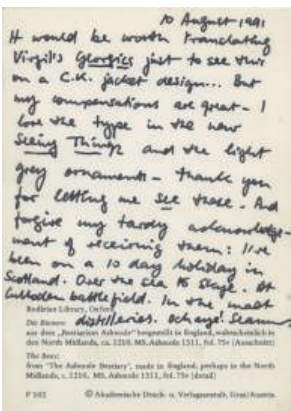 10 August 1991
It would be worth translating
Virgil's Georgics just to see this
on a C.K. jacket design... But
my compensations are great - I
love the type in the new
Seeing Things and the light
grey ornaments - thank you
for letting me see these. And
forgive my tardy acknowledge-
ment of receiving them: I've
been on a 10 day holiday in
Scotland. Over the sea to Skye. At
Culloden battlefield. In the malt
distilleries. Seamus
Bodleian Library, Oxford
Die Bienen:
aus dem „Bestiarium Ashmole“ hergestellt in England, wahrscheinlich in
den North Midlands, ca. 1210. MS. Ashmole 1511, fol. 75v (Ausschnitt)
The Bees:
from 'The Ashmole Bestiary', made in England, perhaps in the North
Midlands, c. 1210. MS. Ashmole 1511, fol. 75v (detail)
P 102 © Akademische Druck- u. Verlagsanstalt, Graz/Austria